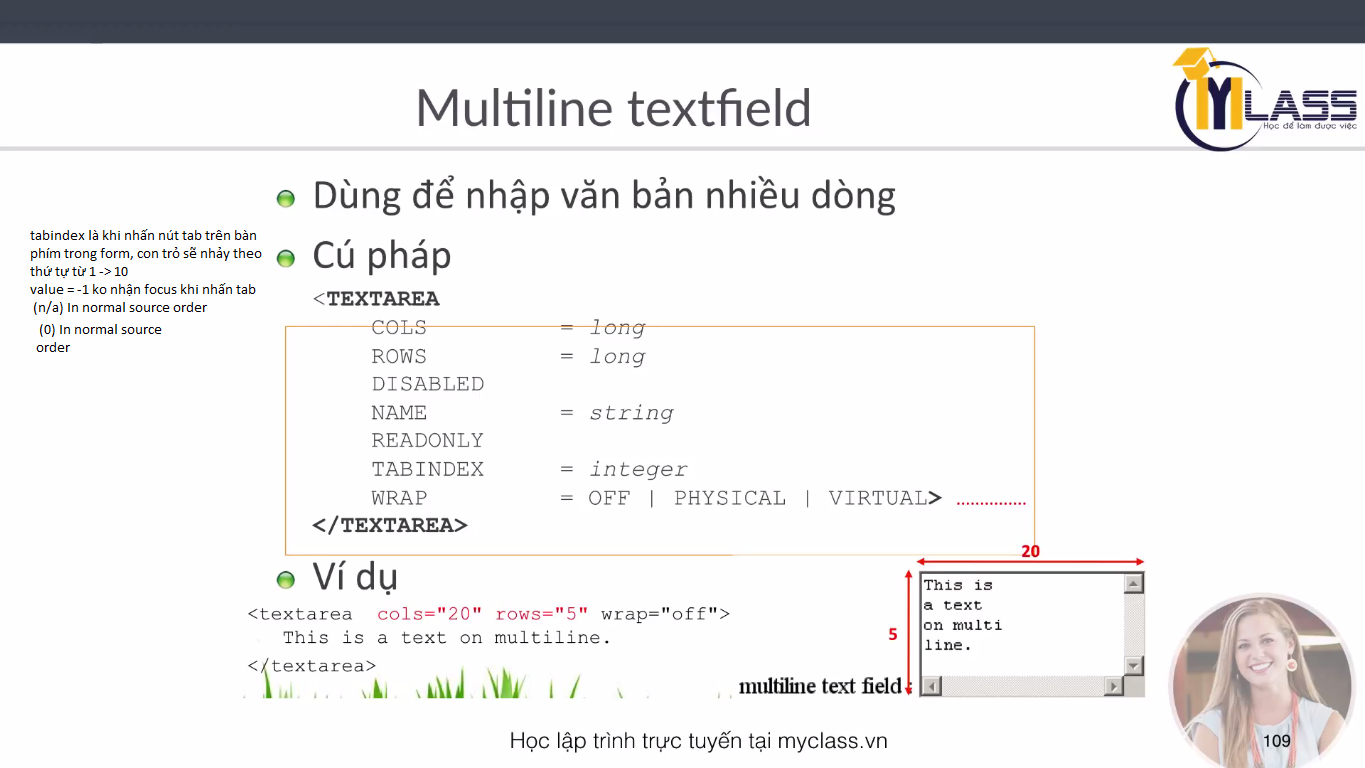 Multiline textfield
MYLASS
Học để làm được việc
Dùng để nhập văn bản nhiều dòng
tabindex là khi nhấn nút tab trên bàn
phím trong form, con trỏ sẽ nhảy theo
thứ tự từ 1 -> 10
value = -1 ko nhận focus khi nhấn tab
(n/a) In normal source order
(0) In normal source
order
Cú pháp
<TEXTAREA
COLS = long
ROWS = long
DISABLED
NAME = string
READONLY
TABINDEX = integer
WRAP = OFF | PHYSICAL | VIRTUAL> ...............
</TEXTAREA>
Ví dụ
<textarea cols="20" rows="5" wrap="off">
This is a text on multiline.
</textarea>
20
5
This is
a text
on multi
line.
multiline text field :
Học lập trình trực tuyến tại myclass.vn
109